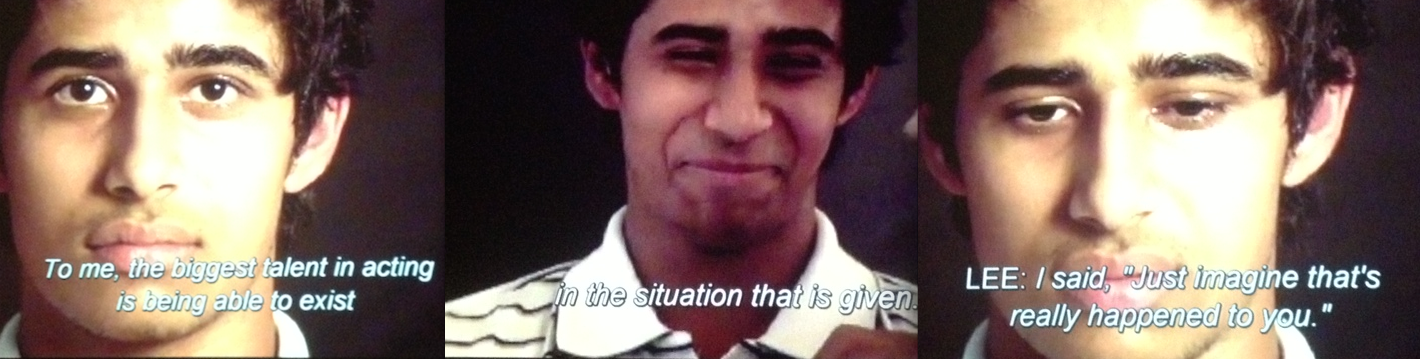 To me, the biggest talent in acting
is being able to exist
in the situation that is given.
LEE: I said, "Just imagine that's
really happened to you."